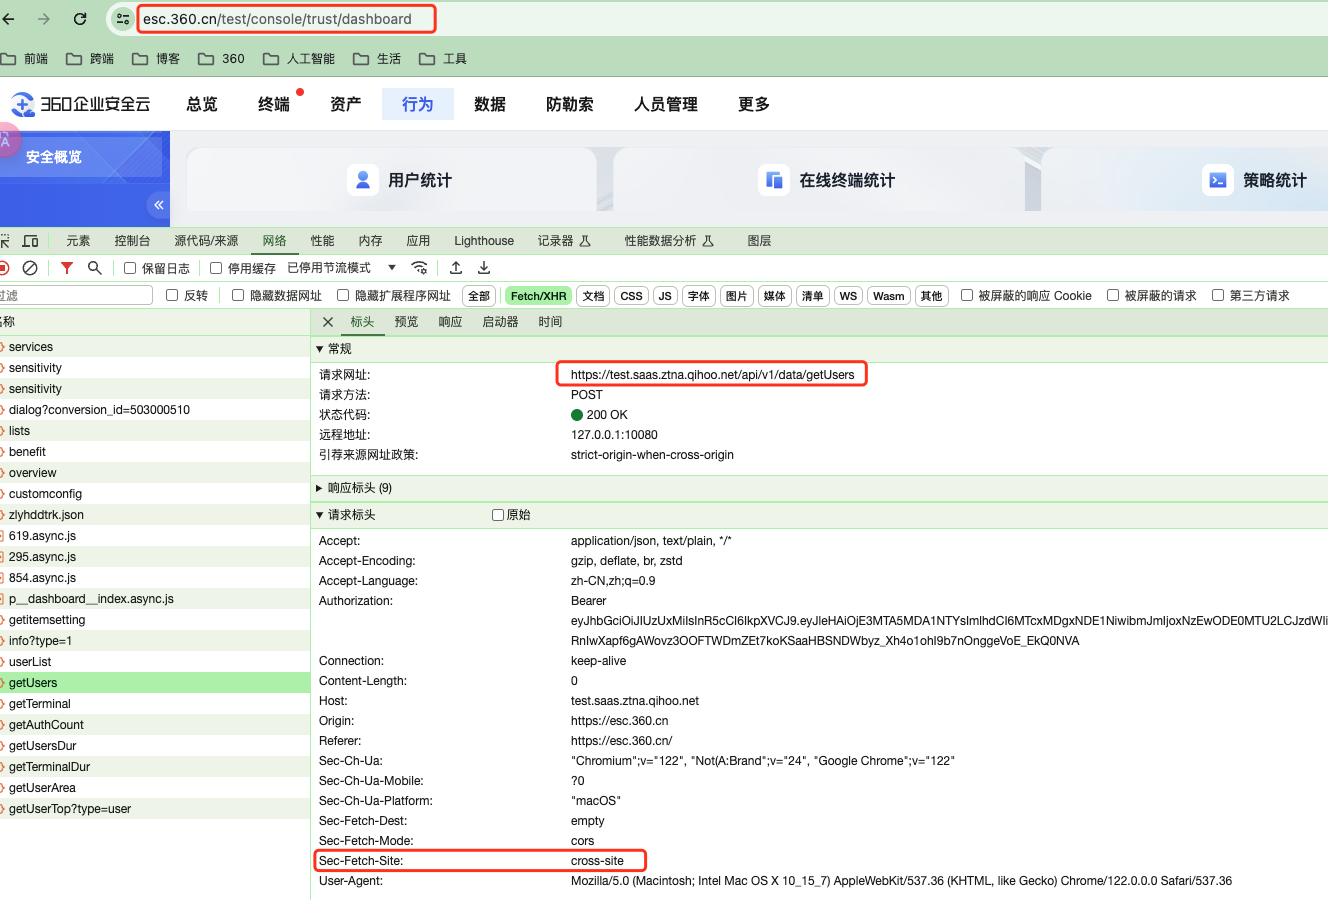 esc.360.cn/test/console/trust/dashboard
前端 跨端 博客 360 人工智能 生活 工具
360企业安全云 总览 终端 资产 行为 数据 防勒索 人员管理 更多
安全概览
用户统计 在线终端统计 策略统计
元素 控制台 源代码/来源 网络 性能 内存 应用 Lighthouse 记录器 性能数据分析 图层
保留日志 停用缓存 已停用节流模式
过滤 反转 隐藏数据网址 隐藏扩展程序网址 全部 Fetch/XHR 文档 CSS JS 字体 图片 媒体 清单 WS Wasm 其他 被屏蔽的响应 Cookie 被屏蔽的请求 第三方请求
名称
标头 预览 响应 启动器 时间
services
sensitivity
sensitivity
dialog?conversion_id=503000510
lists
benefit
overview
customconfig
zlyhddtrk.json
619.async.js
295.async.js
854.async.js
p__dashboard__index.async.js
getitemsetting
info?type=1
userList
getUsers
getTerminal
getAuthCount
getUsersDur
getTerminalDur
getUserArea
getUserTop?type=user
常规
请求网址: https://test.saas.ztna.qihoo.net/api/v1/data/getUsers
请求方法: POST
状态代码: 200 OK
远程地址: 127.0.0.1:10080
引荐来源网址政策: strict-origin-when-cross-origin
响应标头 (9)
请求标头 原始
Accept: application/json, text/plain, */*
Accept-Encoding: gzip, deflate, br, zstd
Accept-Language: zh-CN,zh;q=0.9
Authorization: Bearer
Connection: keep-alive
Content-Length: 0
Host: test.saas.ztna.qihoo.net
Origin: https://esc.360.cn
Referer: https://esc.360.cn/
Sec-Ch-Ua: "Chromium";v="122", "Not(A:Brand";v="24", "Google Chrome";v="122"
Sec-Ch-Ua-Mobile: ?0
Sec-Ch-Ua-Platform: "macOS"
Sec-Fetch-Dest: empty
Sec-Fetch-Mode: cors
Sec-Fetch-Site: cross-site
User-Agent: Mozilla/5.0 (Macintosh; Intel Mac OS X 10_15_7) AppleWebKit/537.36 (KHTML, like Gecko) Chrome/122.0.0.0 Safari/537.36